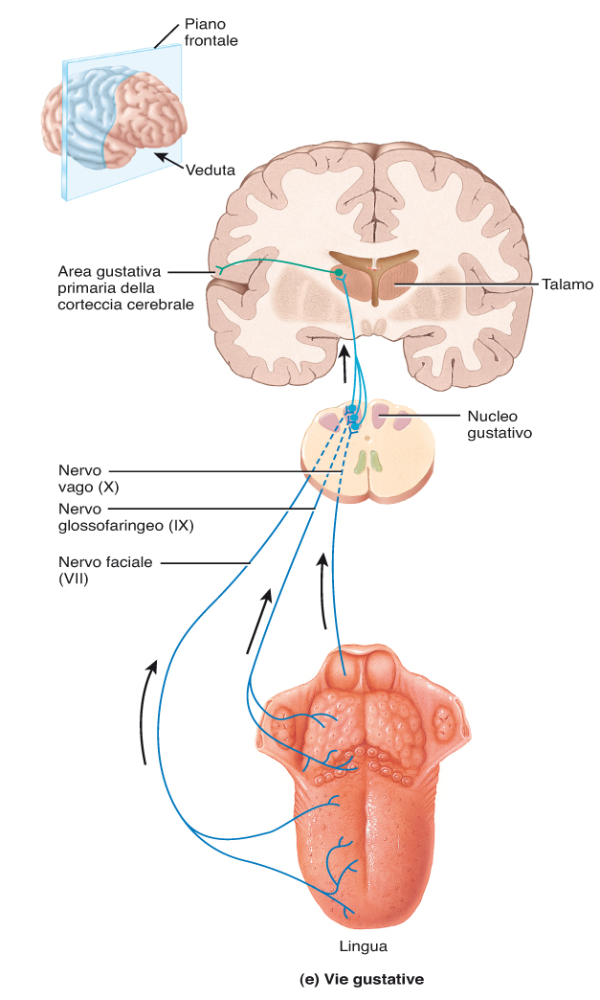 Piano
frontale
Veduta
Area gustativa
primaria della
corteccia cerebrale
Talamo
Nucleo
gustativo
Nervo
vago (X)
Nervo
glossofaringeo (IX)
Nervo faciale
(VII)
Lingua
(e) Vie gustative